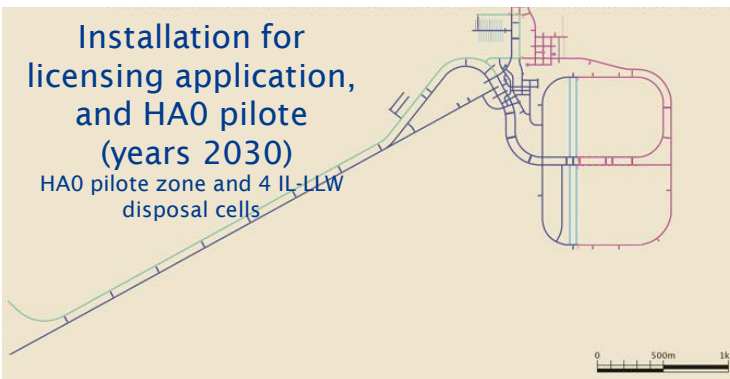 Installation for
licensing application,
and HA0 pilote
(years 2030)
HA0 pilote zone and 4 IL-LLW
disposal cells
0 500m 1k